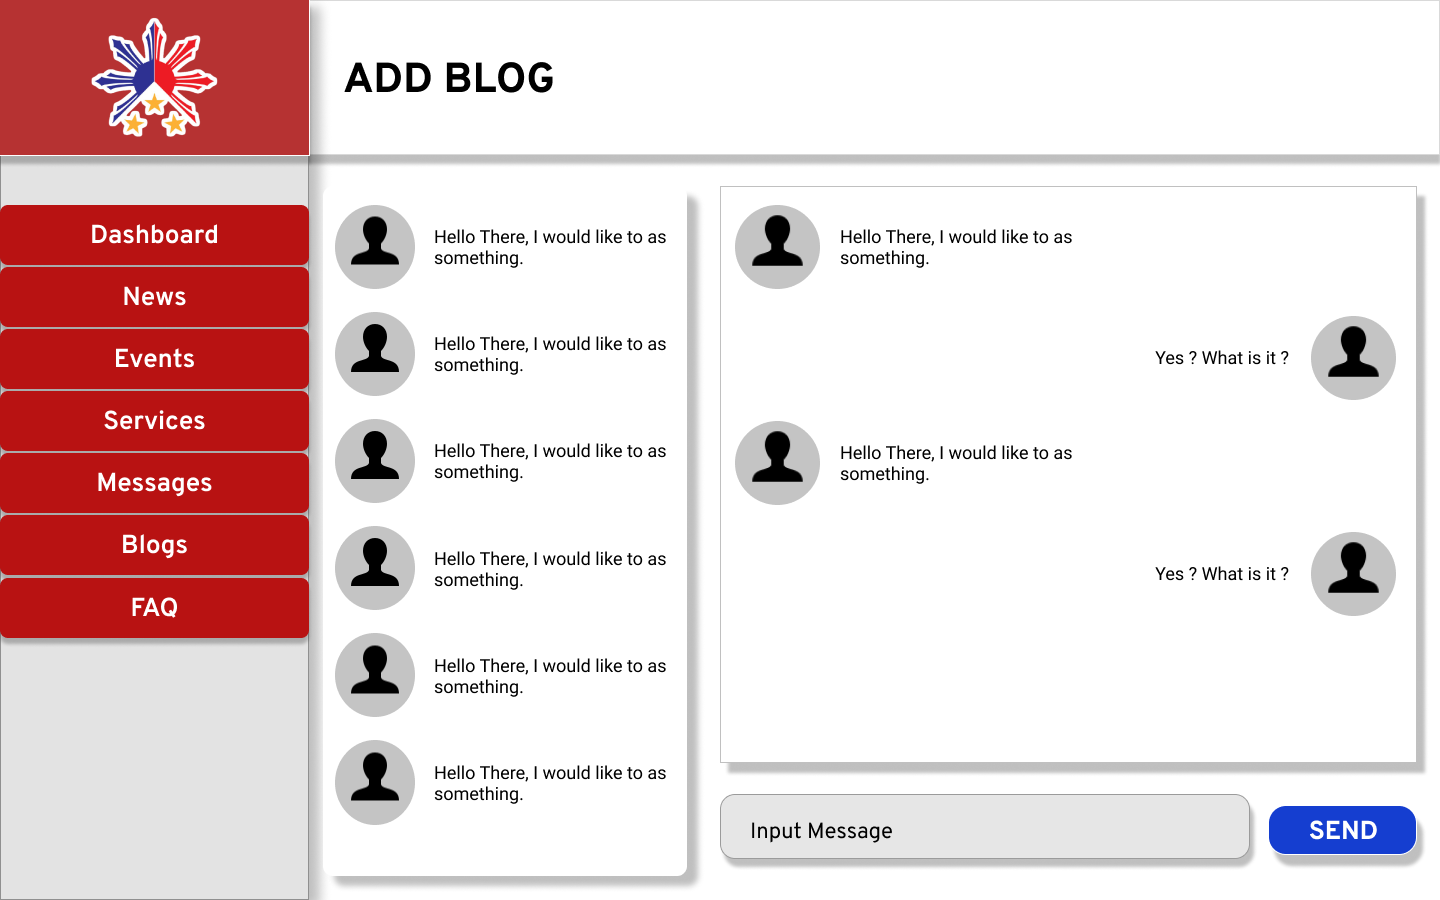 ADD BLOG
Dashboard
News
Events
Services
Messages
Blogs
FAQ
Hello There, I would like to as
something.
Hello There, I would like to as
something.
Hello There, I would like to as
something.
Hello There, I would like to as
something.
Hello There, I would like to as
something.
Hello There, I would like to as
something.
Hello There, I would like to as
something.
Yes ? What is it ?
Hello There, I would like to as
something.
Yes ? What is it ?
Input Message
SEND